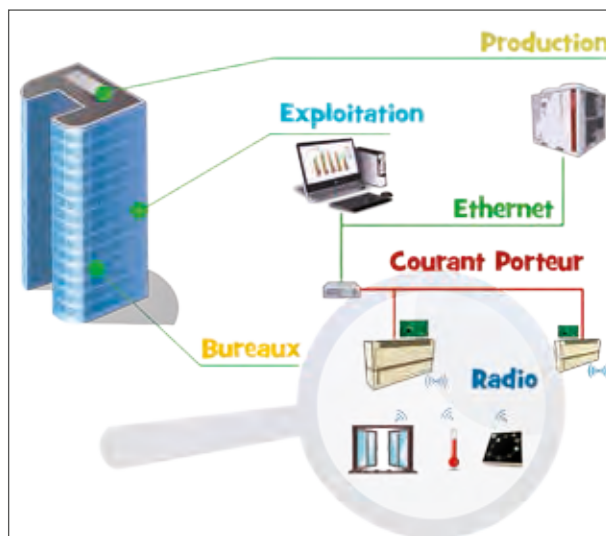 Production
Exploitation
Ethernet
Courant Porteur
Bureaux
Radio